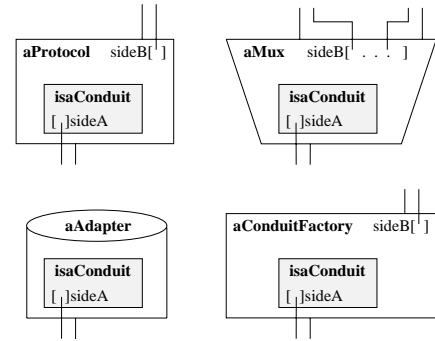 aProtocol sideB[ ]
isaConduit
[ ]sideA
aMux sideB[ . . . ]
isaConduit
[ ]sideA
aAdapter
isaConduit
[ ]sideA
aConduitFactory sideB[ ]
isaConduit
[ ]sideA